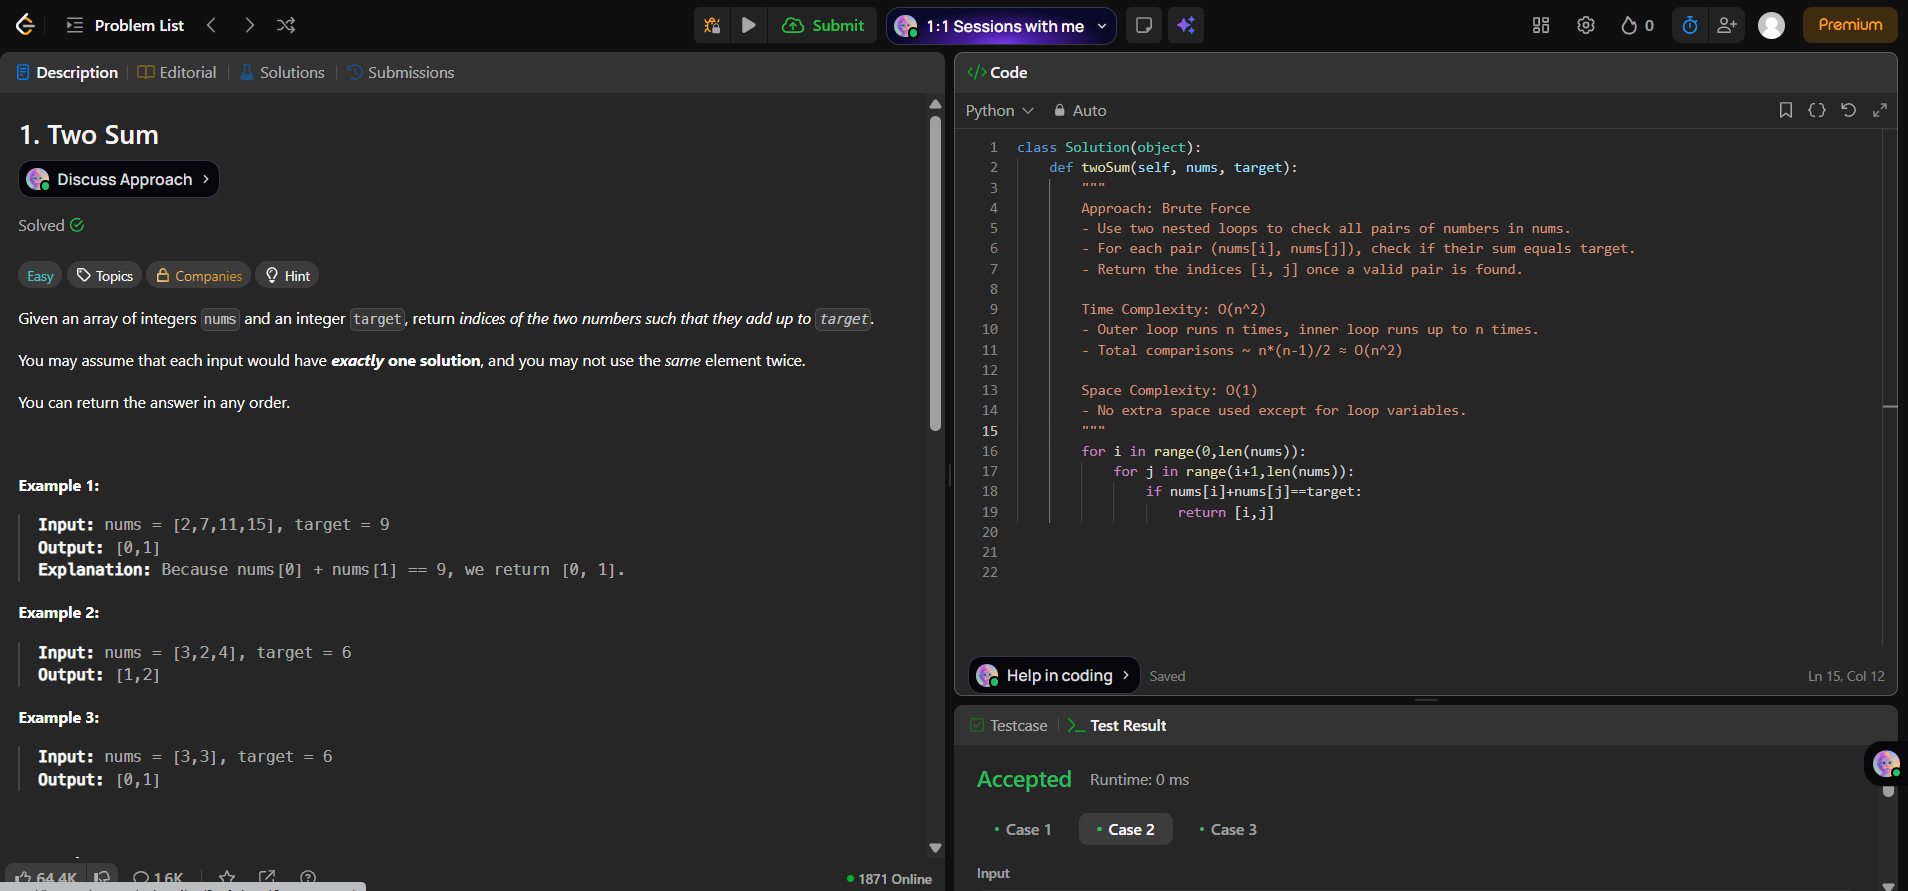 Problem List
Submit
1:1 Sessions with me
0
Premium
Description
Editorial
Solutions
Submissions
1. Two Sum
Discuss Approach
Solved
Easy
Topics
Companies
Hint
Given an array of integers nums and an integer target, return indices of the two numbers such that they add up to target.
You may assume that each input would have exactly one solution, and you may not use the same element twice.
You can return the answer in any order.
Example 1:
Input: nums = [2,7,11,15], target = 9
Output: [0,1]
Explanation: Because nums[0] + nums[1] == 9, we return [0, 1].
Example 2:
Input: nums = [3,2,4], target = 6
Output: [1,2]
Example 3:
Input: nums = [3,3], target = 6
Output: [0,1]
64.4K
1.6K
1871 Online
</> Code
Python
Auto
1 class Solution(object):
2 def twoSum(self, nums, target):
3 """
4 Approach: Brute Force
5 - Use two nested loops to check all pairs of numbers in nums.
6 - For each pair (nums[i], nums[j]), check if their sum equals target.
7 - Return the indices [i, j] once a valid pair is found.
8
9 Time Complexity: O(n^2)
10 - Outer loop runs n times, inner loop runs up to n times.
11 - Total comparisons ~ n*(n-1)/2 ≈ O(n^2)
12
13 Space Complexity: O(1)
14 - No extra space used except for loop variables.
15 """
16 for i in range(0,len(nums)):
17 for j in range(i+1,len(nums)):
18 if nums[i]+nums[j]==target:
19 return [i,j]
20
21
22
Help in coding
Saved
Ln 15, Col 12
Testcase
Test Result
Accepted
Runtime: 0 ms
Case 1
Case 2
Case 3
Input